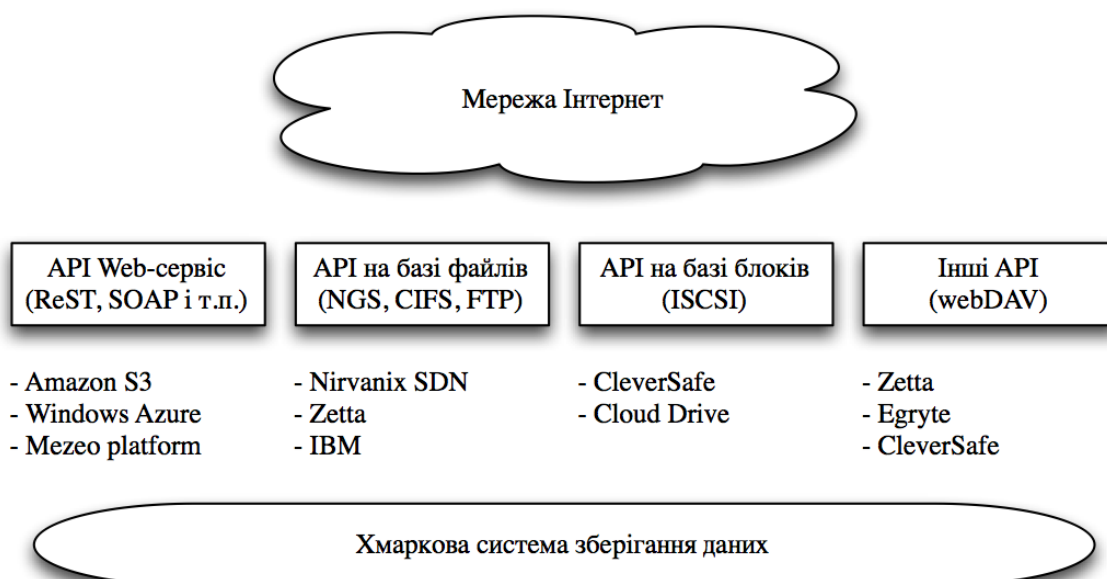 Мережа Інтернет
API Web-сервіс
(ReST, SOAP і т.п.)
- Amazon S3
- Windows Azure
- Mezeo platform
API на базі файлів
(NGS, CIFS, FTP)
- Nirvanix SDN
- Zetta
- IBM
API на базі блоків
(ISCSI)
- CleverSafe
- Cloud Drive
Інші API
(webDAV)
- Zetta
- Egryte
- CleverSafe
Хмаркова система зберігання даних